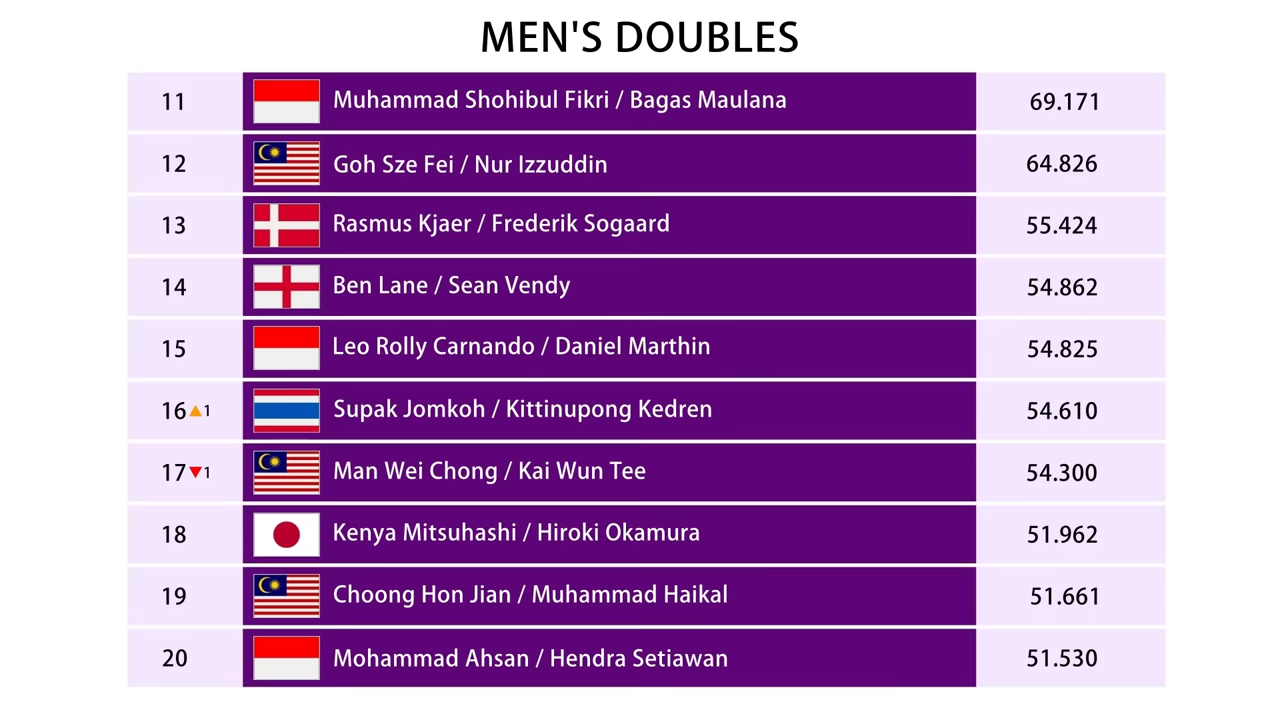 MEN'S DOUBLES
11 Muhammad Shohibul Fikri / Bagas Maulana 69.171
12 Goh Sze Fei / Nur Izzuddin 64.826
13 Rasmus Kjaer / Frederik Sogaard 55.424
14 Ben Lane / Sean Vendy 54.862
15 Leo Rolly Carnando / Daniel Marthin 54.825
16 ▲1 Supak Jomkoh / Kittinupong Kedren 54.610
17 ▼1 Man Wei Chong / Kai Wun Tee 54.300
18 Kenya Mitsuhashi / Hiroki Okamura 51.962
19 Choong Hon Jian / Muhammad Haikal 51.661
20 Mohammad Ahsan / Hendra Setiawan 51.530